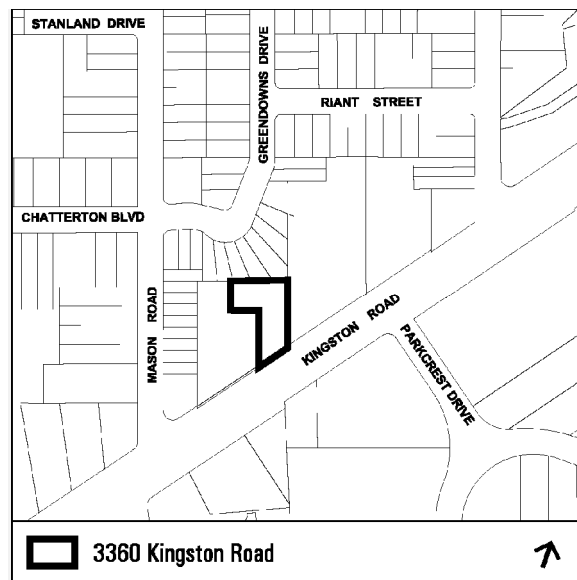 STANLAND DRIVE
GREENDOWNS DRIVE
RIANT STREET
CHATTERTON BLVD
MASON ROAD
KINGSTON ROAD
PARKCREST DRIVE
3360 Kingston Road